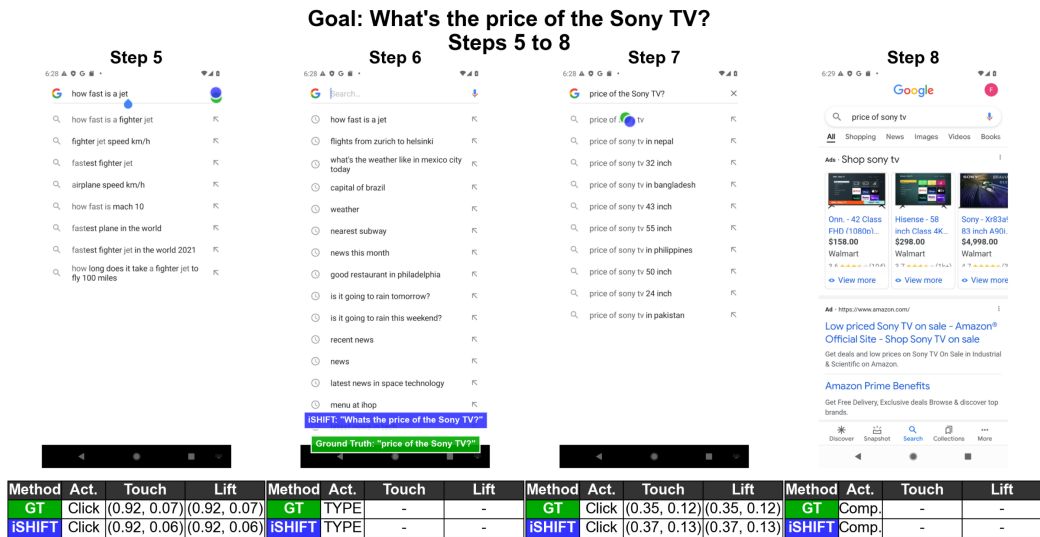 Goal: What's the price of the Sony TV?
Steps 5 to 8
Step 5
6:28
G
how fast is a jet
how fast is a fighter jet
fighter jet speed km/h
fastest fighter jet
airplane speed km/h
how fast is mach 10
fastest plane in the world
fastest fighter jet in the world 2021
how long does it take a fighter jet to
fly 100 miles
Step 6
6:28
G
Search...
how fast is a jet
flights from zurich to helsinki
what's the weather like in mexico city
today
capital of brazil
weather
nearest subway
news this month
good restaurant in philadelphia
is it going to rain tomorrow?
is it going to rain this weekend?
recent news
news
latest news in space technology
menu at ihop
iSHIFT: "Whats the price of the Sony TV?"
Ground Truth: "price of the Sony TV?"
Step 7
6:28
G
price of the Sony TV?
price of tv
price of sony tv in nepal
price of sony tv 32 inch
price of sony tv in bangladesh
price of sony tv 43 inch
price of sony tv 55 inch
price of sony tv in philippines
price of sony tv 50 inch
price of sony tv 24 inch
price of sony tv in pakistan
Step 8
6:29
G
Google
F
price of sony tv
All Shopping News Images Videos Books
Ads · Shop sony tv
Onn. - 42 Class Hisense - 58 Sony - Xr83a9
FHD (1080p)... inch Class 4K... 83 inch A90j..
$158.00 $298.00 $4,998.00
Walmart Walmart Walmart
View more View more View more
Ad · https://www.amazon.com/
Low priced Sony TV on sale - Amazon®
Official Site - Shop Sony TV on sale
Get deals and low prices on Sony TV On Sale in Industrial
& Scientific on Amazon.
Amazon Prime Benefits
Get Free Delivery, Exclusive deals Browse & discover top
brands.
Discover Snapshot Search Collections More
Method Act. Touch Lift Method Act. Touch Lift Method Act. Touch Lift Method Act. Touch Lift
GT Click (0.92, 0.07) (0.92, 0.07) GT TYPE - - GT Click (0.35, 0.12) (0.35, 0.12) GT Comp. - -
iSHIFT Click (0.92, 0.06) (0.92, 0.06) iSHIFT TYPE - - iSHIFT Click (0.37, 0.13) (0.37, 0.13) iSHIFT Comp. - -